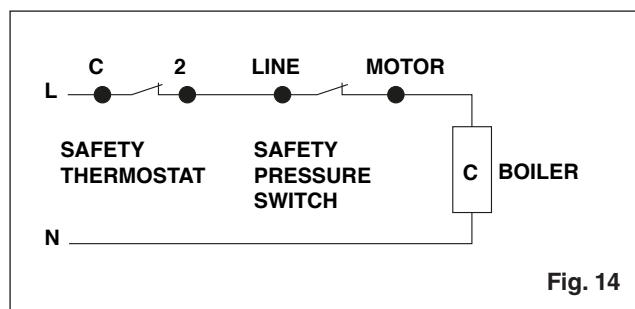 C 2 LINE MOTOR
L
SAFETY THERMOSTAT
SAFETY PRESSURE SWITCH
C BOILER
N
Fig. 14